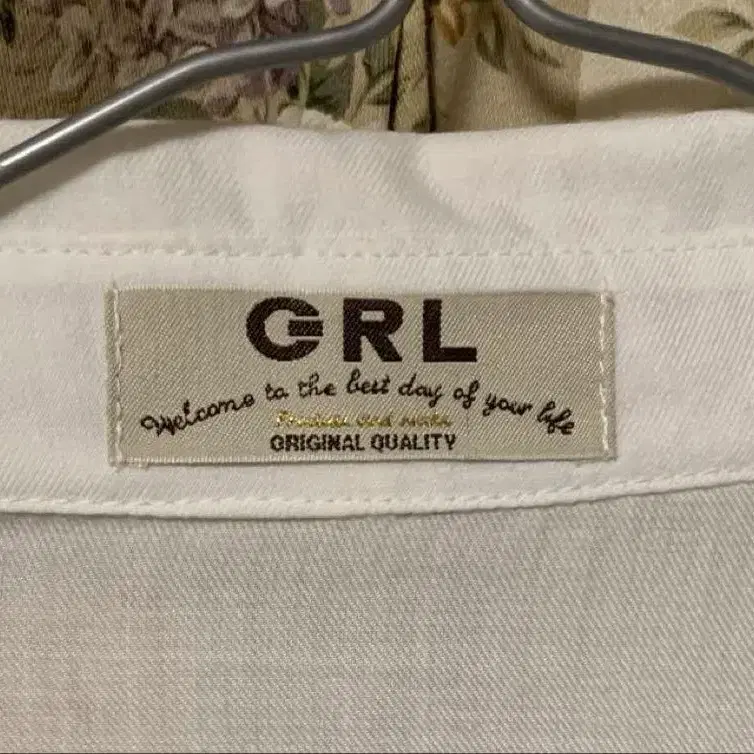 GRL
Welcome to the best day of your life
ORIGINAL QUALITY